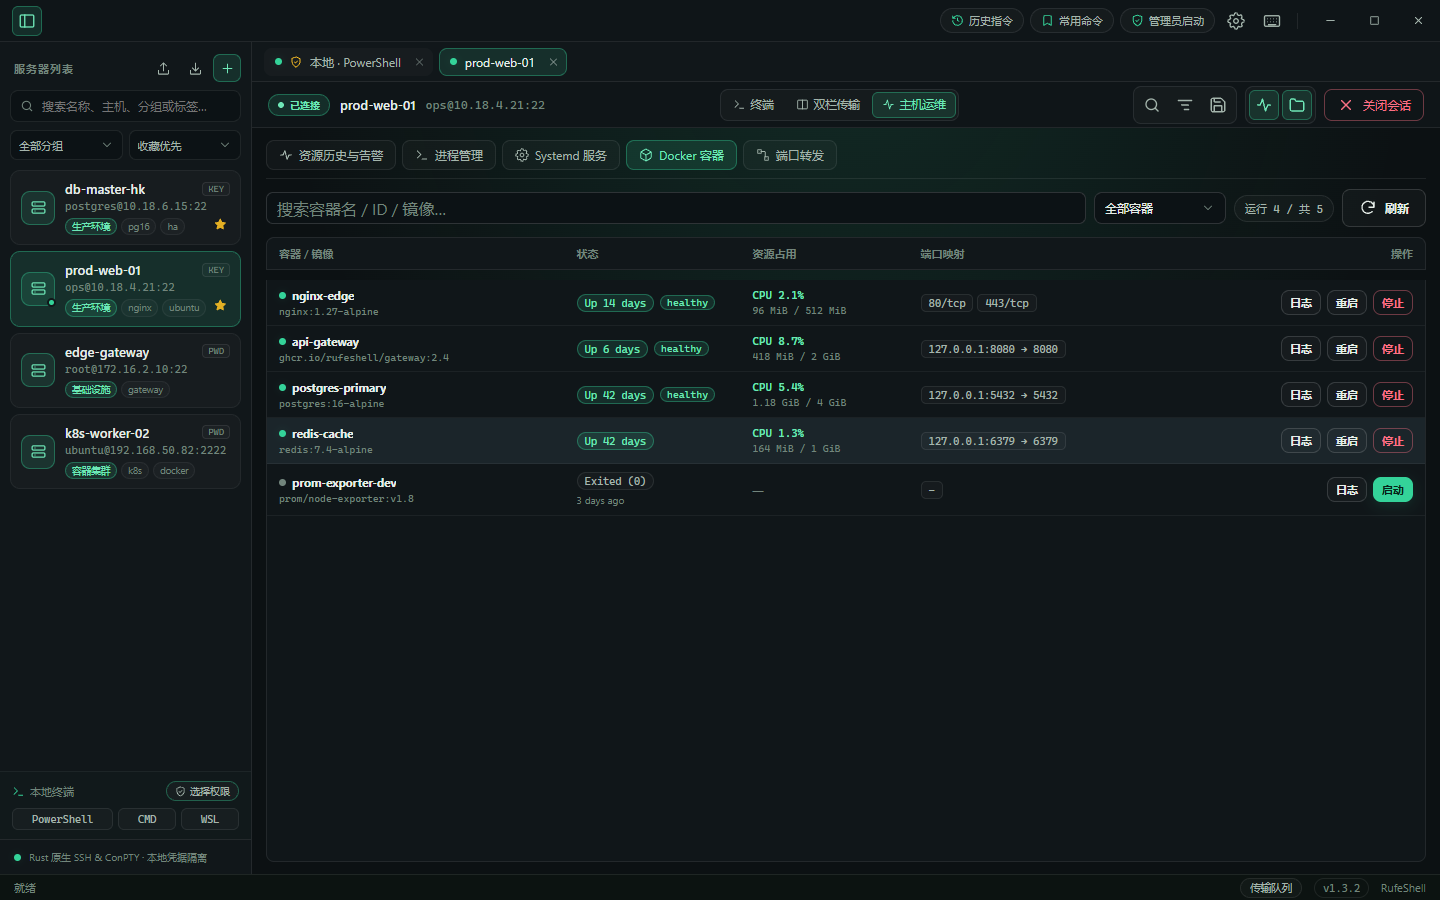 历史指令
常用命令
管理员启动
服务器列表
搜索名称、主机、分组或标签...
全部分组
收藏优先
db-master-hk
KEY
postgres@10.18.6.15:22
生产环境
pg16
ha
prod-web-01
KEY
ops@10.18.4.21:22
生产环境
nginx
ubuntu
edge-gateway
PWD
root@172.16.2.10:22
基础设施
gateway
k8s-worker-02
PWD
ubuntu@192.168.50.82:2222
容器集群
k8s
docker
本地终端
选择权限
PowerShell
CMD
WSL
Rust 原生 SSH & ConPTY · 本地凭据隔离
本地 · PowerShell
prod-web-01
已连接
prod-web-01
ops@10.18.4.21:22
终端
双栏传输
主机运维
关闭会话
资源历史与告警
进程管理
Systemd 服务
Docker 容器
端口转发
搜索容器名 / ID / 镜像...
全部容器
运行 4 / 共 5
刷新
容器 / 镜像
状态
资源占用
端口映射
操作
nginx-edge
nginx:1.27-alpine
Up 14 days
healthy
CPU 2.1%
96 MiB / 512 MiB
80/tcp
443/tcp
日志
重启
停止
api-gateway
ghcr.io/rufeshell/gateway:2.4
Up 6 days
healthy
CPU 8.7%
418 MiB / 2 GiB
127.0.0.1:8080 → 8080
日志
重启
停止
postgres-primary
postgres:16-alpine
Up 42 days
healthy
CPU 5.4%
1.18 GiB / 4 GiB
127.0.0.1:5432 → 5432
日志
重启
停止
redis-cache
redis:7.4-alpine
Up 42 days
CPU 1.3%
164 MiB / 1 GiB
127.0.0.1:6379 → 6379
日志
重启
停止
prom-exporter-dev
prom/node-exporter:v1.8
Exited (0)
3 days ago
—
–
日志
启动
就绪
传输队列
v1.3.2
RufeShell